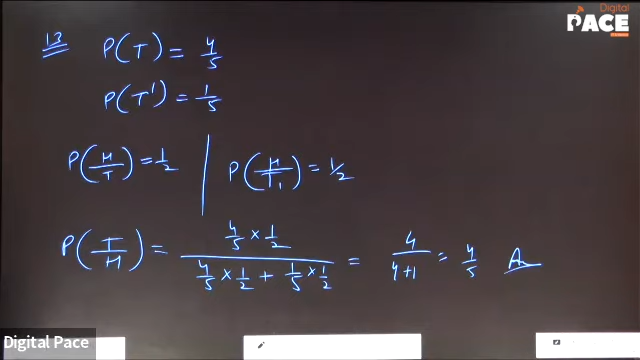 Digital
PACE
13
P(T) = 4/5
P(T') = 1/5
P(H/T) = 1/2 | P(H/T1) = 1/2
P(T/H) = (4/5 × 1/2)/(4/5 × 1/2 + 1/5 × 1/2) = 4/(4+1) = 4/5 A
Digital Pace